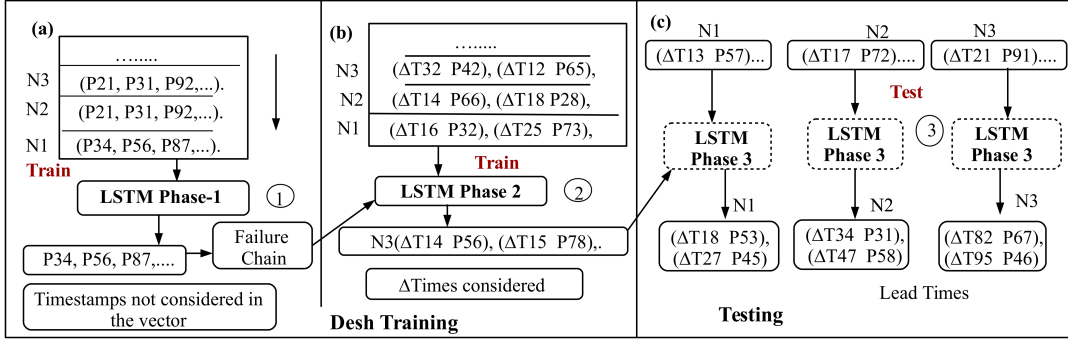 (a)
…......
N3 (P21, P31, P92,...).
N2 (P21, P31, P92,...).
N1 (P34, P56, P87,...).
Train
LSTM Phase-1
1
P34, P56, P87,....
Failure
Chain
Timestamps not considered in
the vector
(b)
…......
N3 (ΔT32 P42), (ΔT12 P65),
N2 (ΔT14 P66), (ΔT18 P28),
N1 (ΔT16 P32), (ΔT25 P73),
Train
LSTM Phase 2
2
N3(ΔT14 P56), (ΔT15 P78),.
ΔTimes considered
Desh Training
(c)
N1 N2 N3
(ΔT13 P57)... (ΔT17 P72).... (ΔT21 P91)....
Test
3
LSTM LSTM LSTM
Phase 3 Phase 3 Phase 3
N1 N2 N3
(ΔT18 P53), (ΔT34 P31), (ΔT82 P67),
(ΔT27 P45) (ΔT47 P58) (ΔT95 P46)
Lead Times
Testing